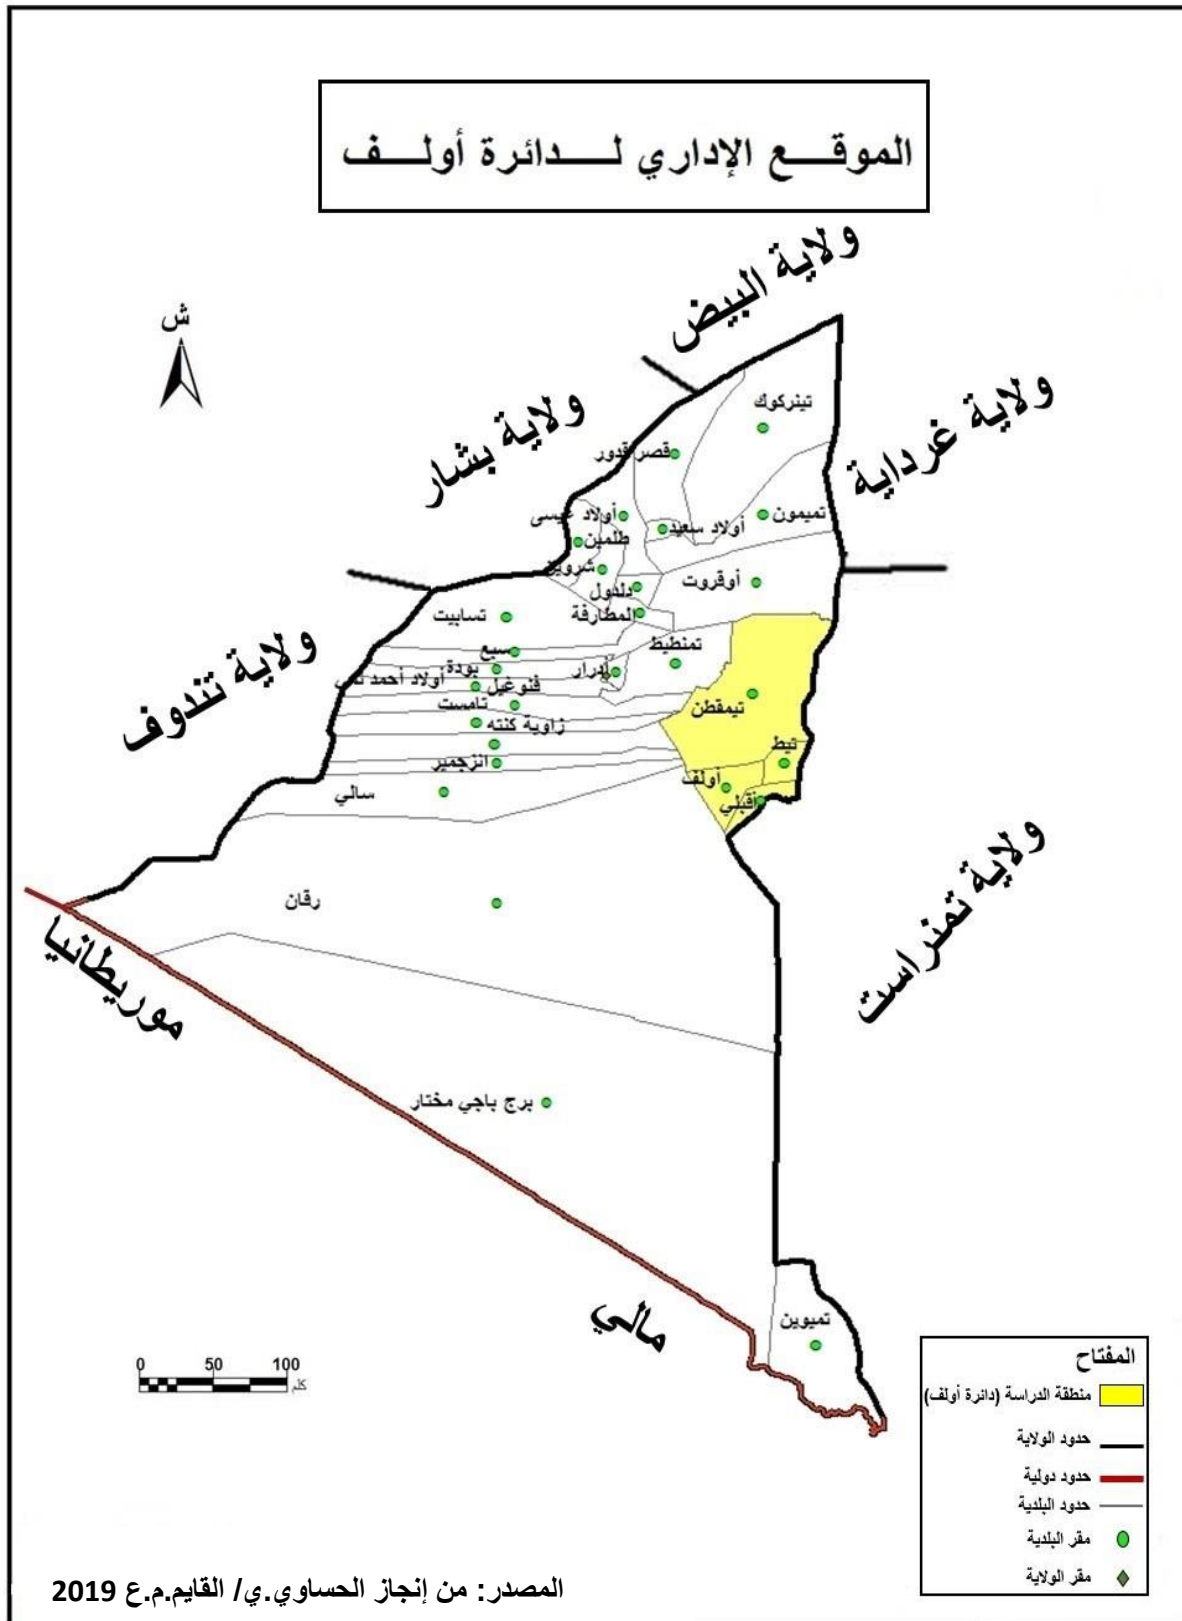 الموقـــع الإداري لـــدائرة أولـــف
ولاية البيض
ش
ولاية غرداية
ولاية بشار
تينركوك
قصر قدور
أولاد عيسى
أولاد سعيد
تميمون
طلمين
شروين
أوقروت
دلدول
تسابيت
المطارفة
ولاية تندوف
سبع
تمنطيط
بودة
أدرار
أولاد أحمد تمي
فنوغيل
تامست
تيمقطن
زاوية كنته
تيط
انزجمير
أولف
سالي
أقبلي
ولاية تمنراست
رقان
موريطانيا
برج باجي مختار
مالي
تميوين
0 50 100
كلم
المفتاح
منطقة الدراسة (دائرة أولف)
حدود الولاية
حدود دولية
حدود البلدية
مقر البلدية
مقر الولاية
المصدر: من إنجاز الحساوي.ي/ القايم.م.ع 2019